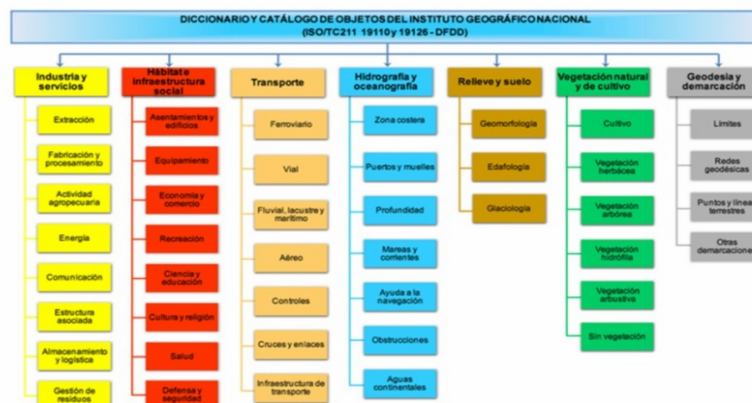 DICCIONARIO Y CATÁLOGO DE OBJETOS DEL INSTITUTO GEOGRÁFICO NACIONAL
(ISO/TC211 19110 y 19126 - DFDD)
Industria y
servicios
Extracción
Fabricación y
procesamiento
Actividad
agropecuaria
Energía
Comunicación
Estructura
asociada
Almacenamiento
y logística
Gestión de
residuos
Hábitat e
infraestructura
social
Asentamientos y
edificios
Equipamiento
Economía y
comercio
Recreación
Ciencia y
educación
Cultura y religión
Salud
Defensa y
seguridad
Transporte
Ferroviario
Vial
Fluvial, lacustre y
marítimo
Aéreo
Controles
Cruces y enlaces
Infraestructura de
transporte
Hidrografía y
oceanografía
Zona costera
Puertos y muelles
Profundidad
Mareas y
corrientes
Ayuda a la
navegación
Obstrucciones
Aguas
continentales
Relieve y suelo
Geomorfología
Edafología
Glaciología
Vegetación natural
y de cultivo
Cultivo
Vegetación
herbácea
Vegetación
arbórea
Vegetación
hidrófila
Vegetación
arbustiva
Sin vegetación
Geodesia y
demarcación
Límites
Redes
geodésicas
Puntos y línea
terrestres
Otras
demarcacione